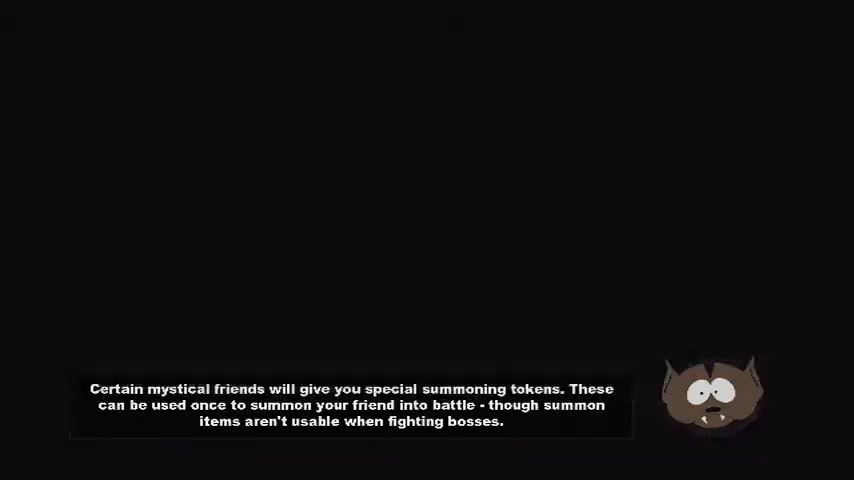 Certain mystical friends will give you special summoning tokens. These
can be used once to summon your friend into battle - though summon
items aren't usable when fighting bosses.